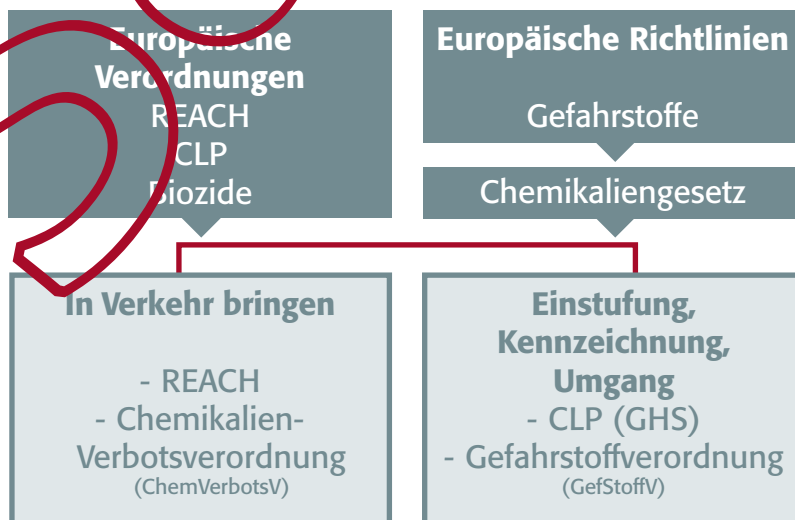 Europäische
Verordnungen
REACH
CLP
Biozide
Europäische Richtlinien
Gefahrstoffe
Chemikaliengesetz
In Verkehr bringen
- REACH
- Chemikalien-
Verbotsverordnung
(ChemVerbotsV)
Einstufung,
Kennzeichnung,
Umgang
- CLP (GHS)
- Gefahrstoffverordnung
(GefStoffV)